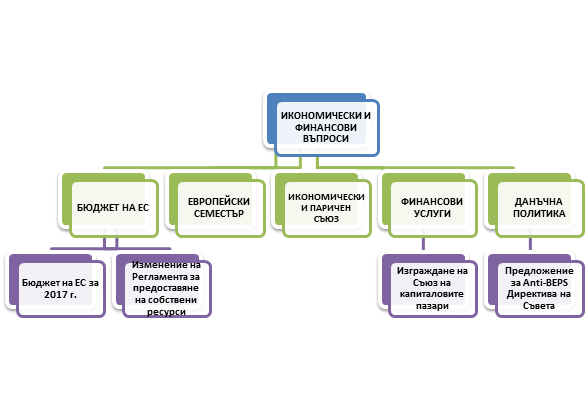 ИКОНОМИЧЕСКИ И
ФИНАНСОВИ
ВЪПРОСИ
БЮДЖЕТ НА ЕС
ЕВРОПЕЙСКИ
СЕМЕСТЪР
ИКОНОМИЧЕСКИ
И ПАРИЧЕН
СЪЮЗ
ФИНАНСОВИ
УСЛУГИ
ДАНЪЧНА
ПОЛИТИКА
Бюджет на ЕС за
2017 г.
Изменение на
Регламента за
предоставяне
на собствени
ресурси
Изграждане на
Съюз на
капиталовите
пазари
Предложение
за Anti-BEPS
Директива на
Съвета